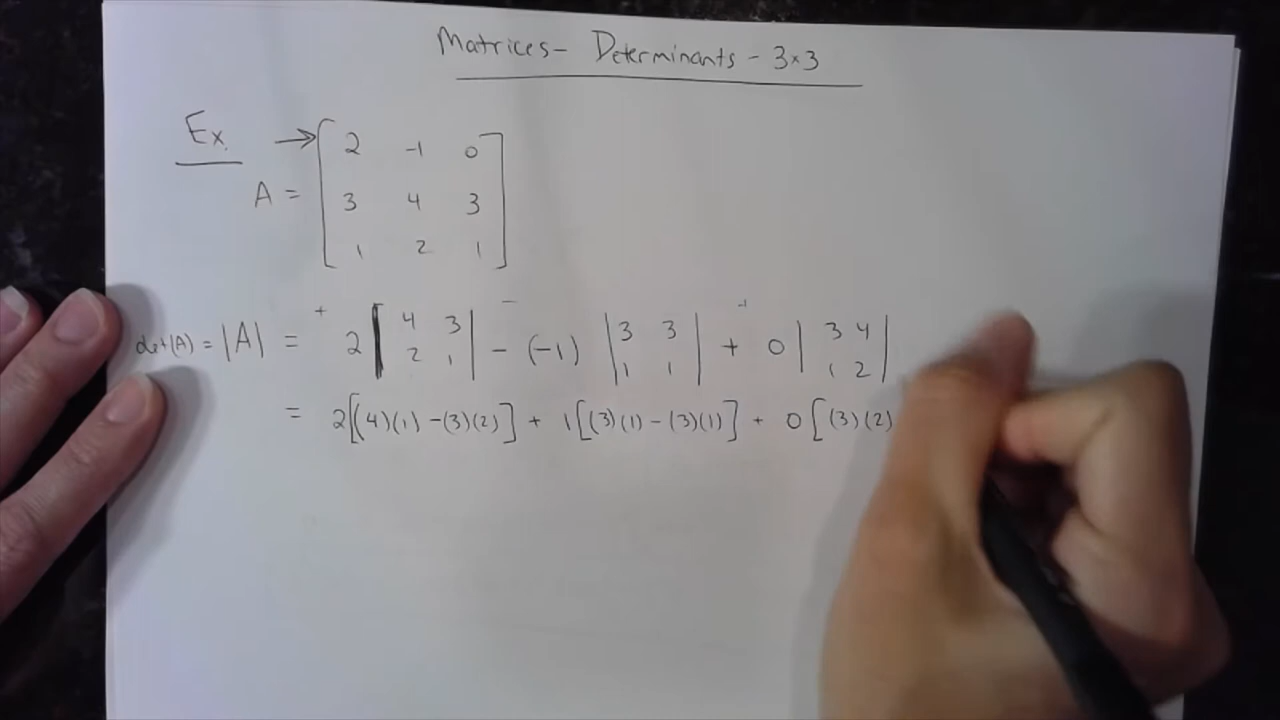 Matrices- Determinants - 3×3
Ex.
→ [ 2 -1 0
A = 3 4 3
1 2 1 ]
+ - +
det(A) = |A| = 2 | 4 3 | - (-1) | 3 3 | + 0 | 3 4 |
2 1 1 1 1 2
= 2[(4)(1) -(3)(2)] + 1[(3)(1) - (3)(1)] + 0 [(3)(2)